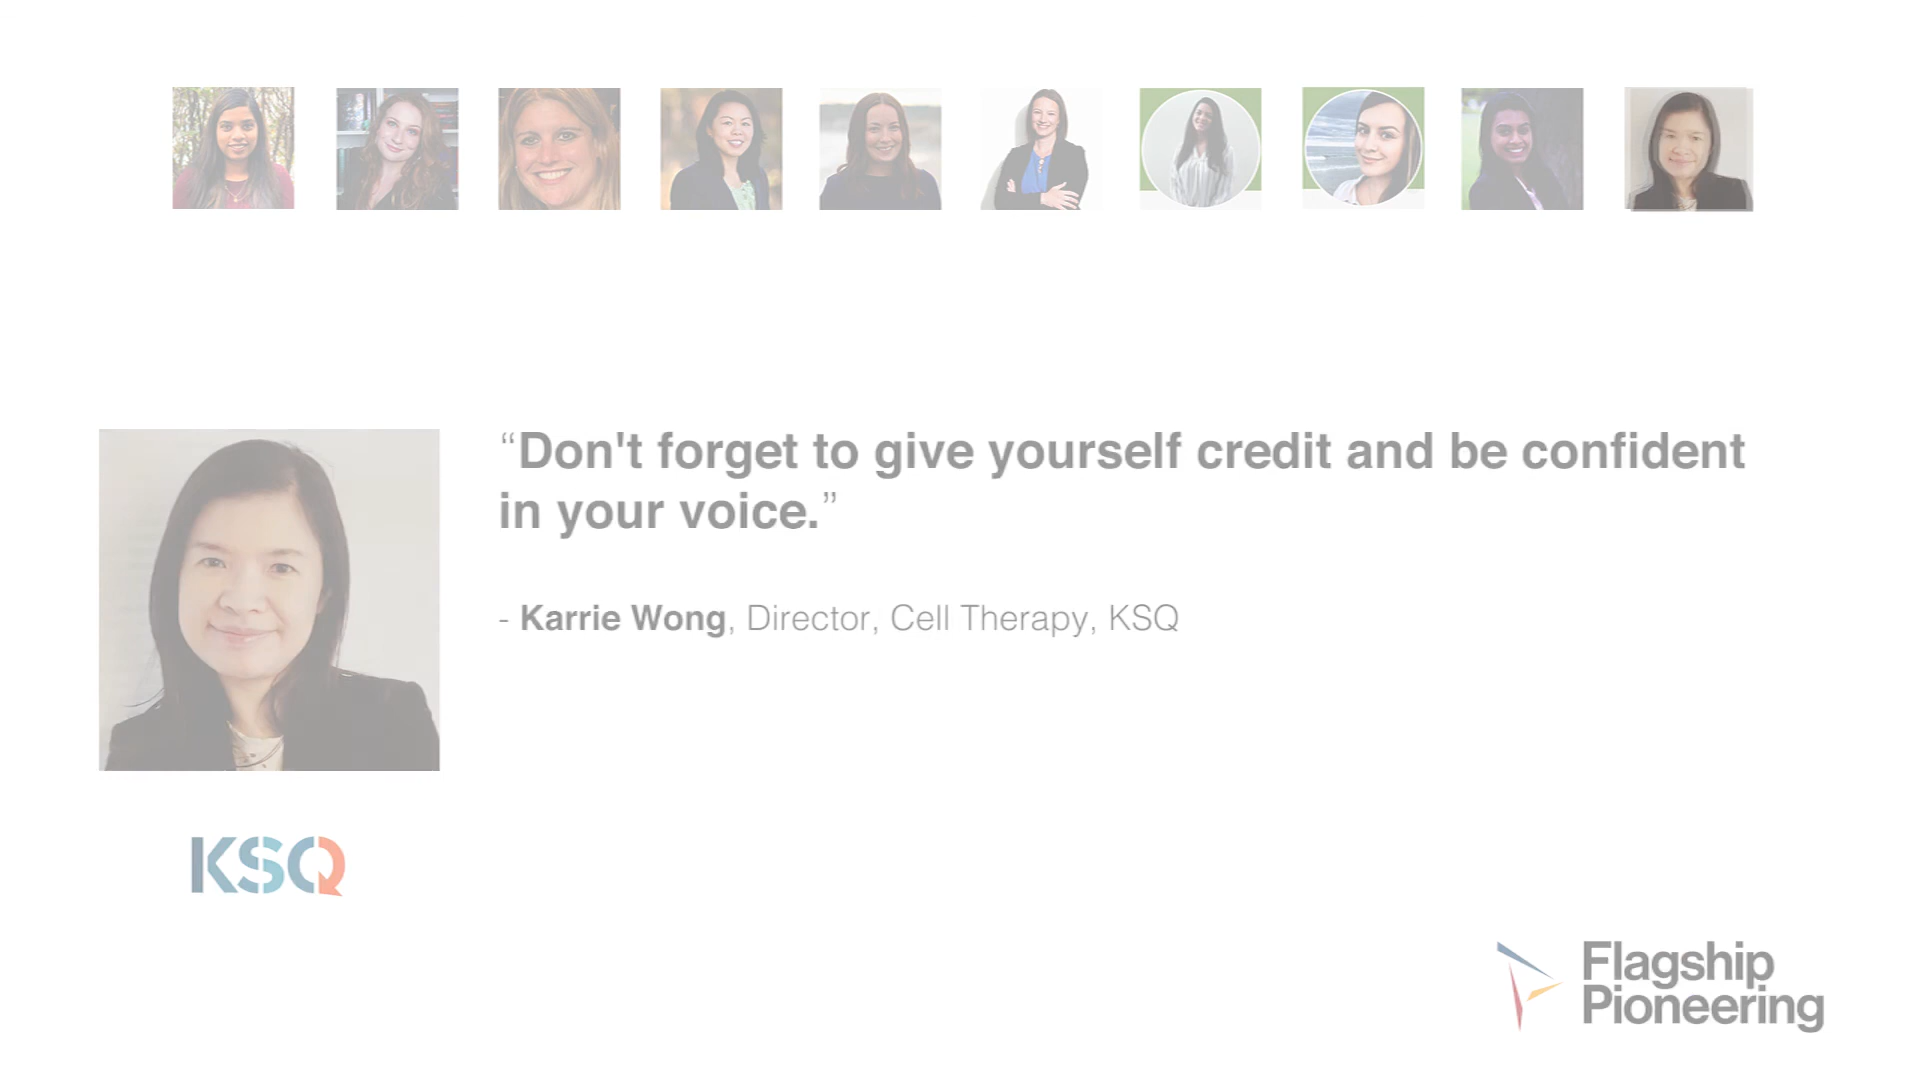 “Don't forget to give yourself credit and be confident
in your voice.”
- Karrie Wong, Director, Cell Therapy, KSQ
KSQ
Flagship
Pioneering